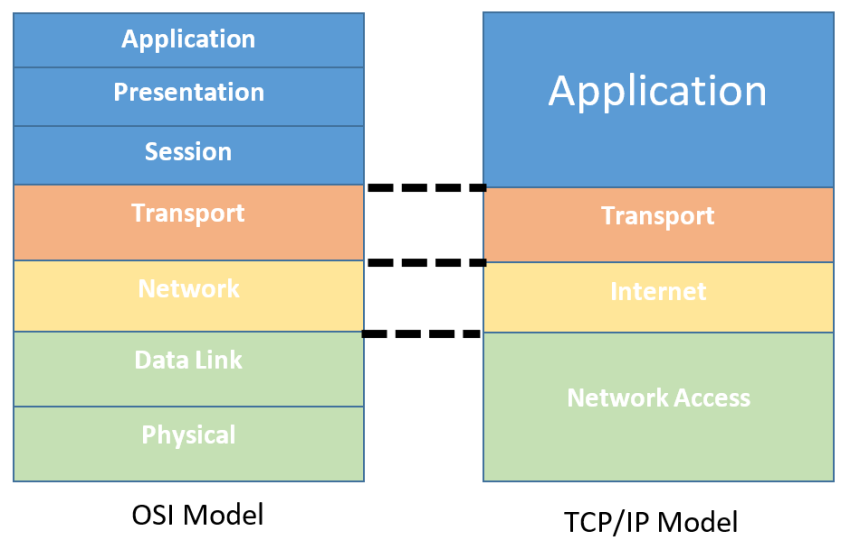 Application
Presentation
Session
Transport
Network
Data Link
Physical
OSI Model
Application
Transport
Internet
Network Access
TCP/IP Model